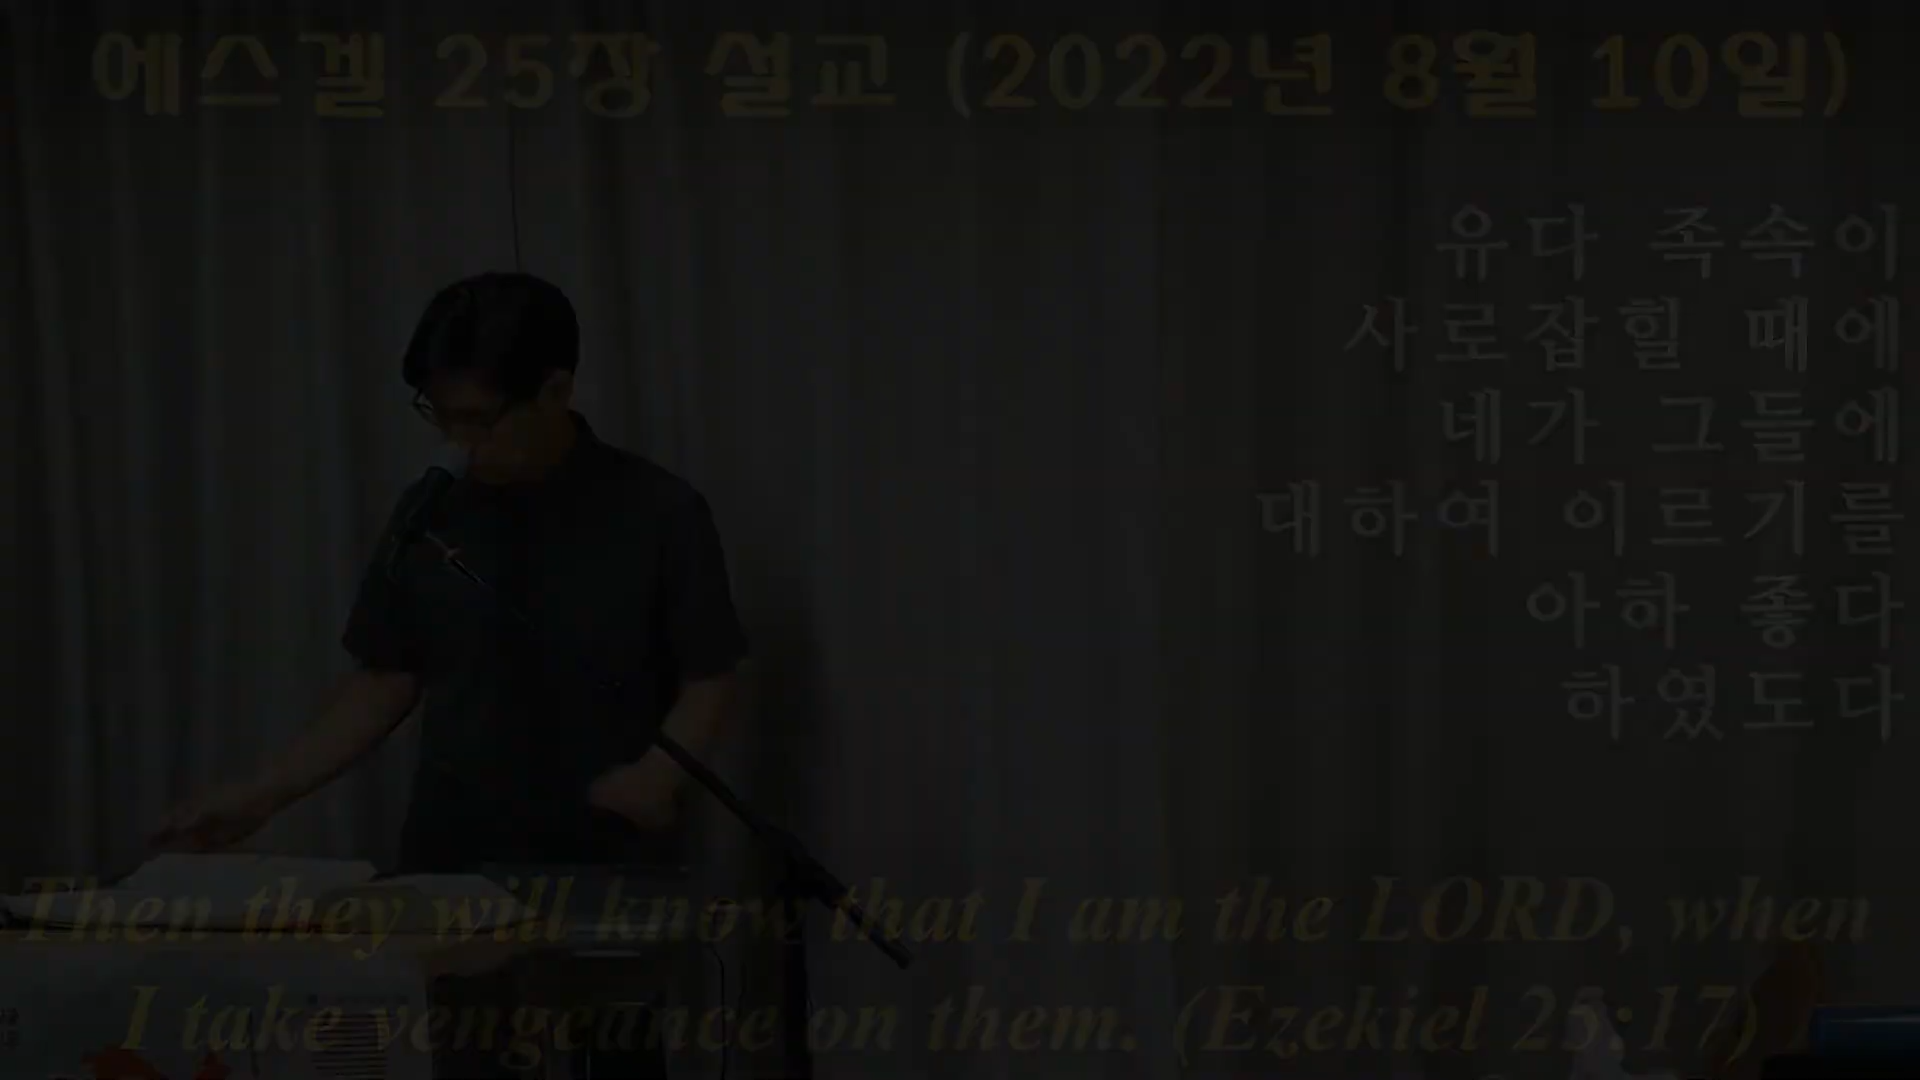 에스겔 25장 설교 (2022년 8월 10일)
유다 족속이
사로잡힐 때에
네가 그들에
대하여 이르기를
아하 좋다
하였도다
Then they will know that I am the LORD, when
I take vengeance on them. (Ezekiel 25:17)